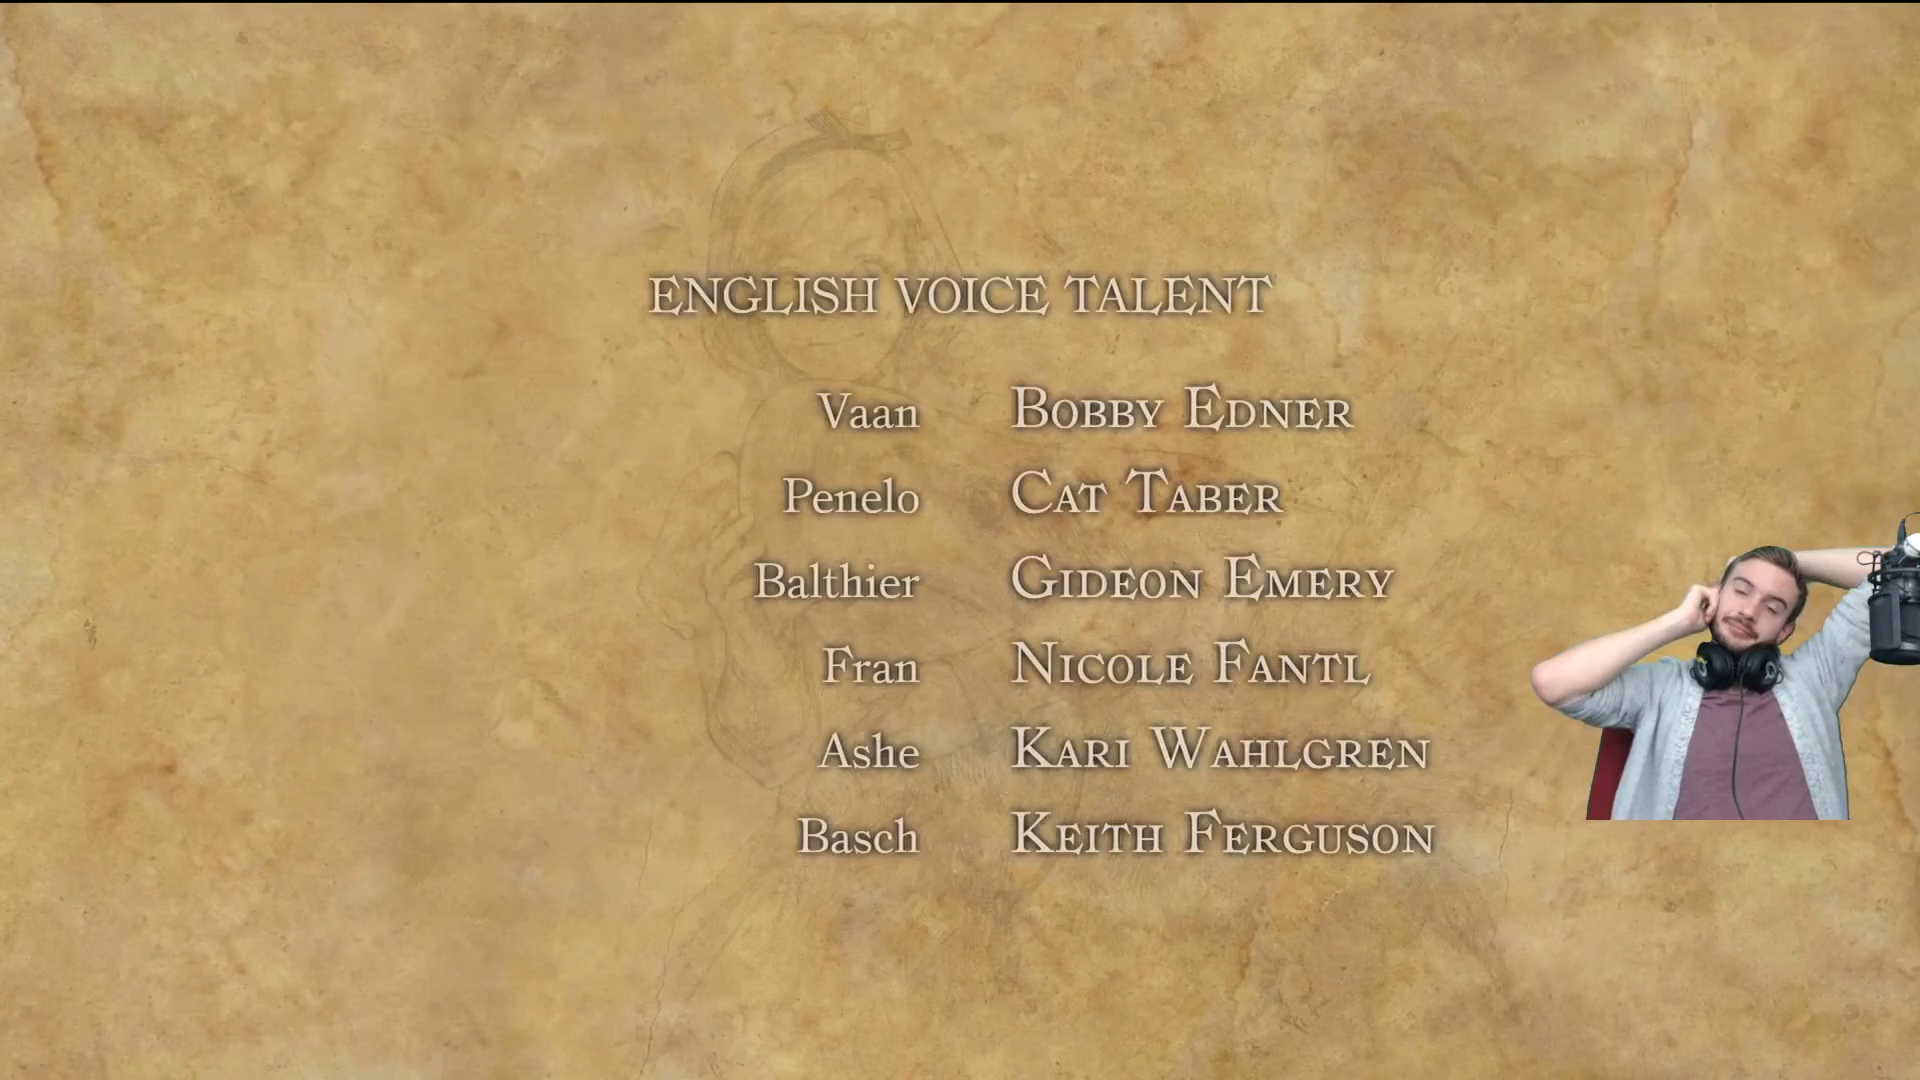 ENGLISH VOICE TALENT
Vaan BOBBY EDNER
Penelo CAT TABER
Balthier GIDEON EMERY
Fran NICOLE FANTL
Ashe KARI WAHLGREN
Basch KEITH FERGUSON